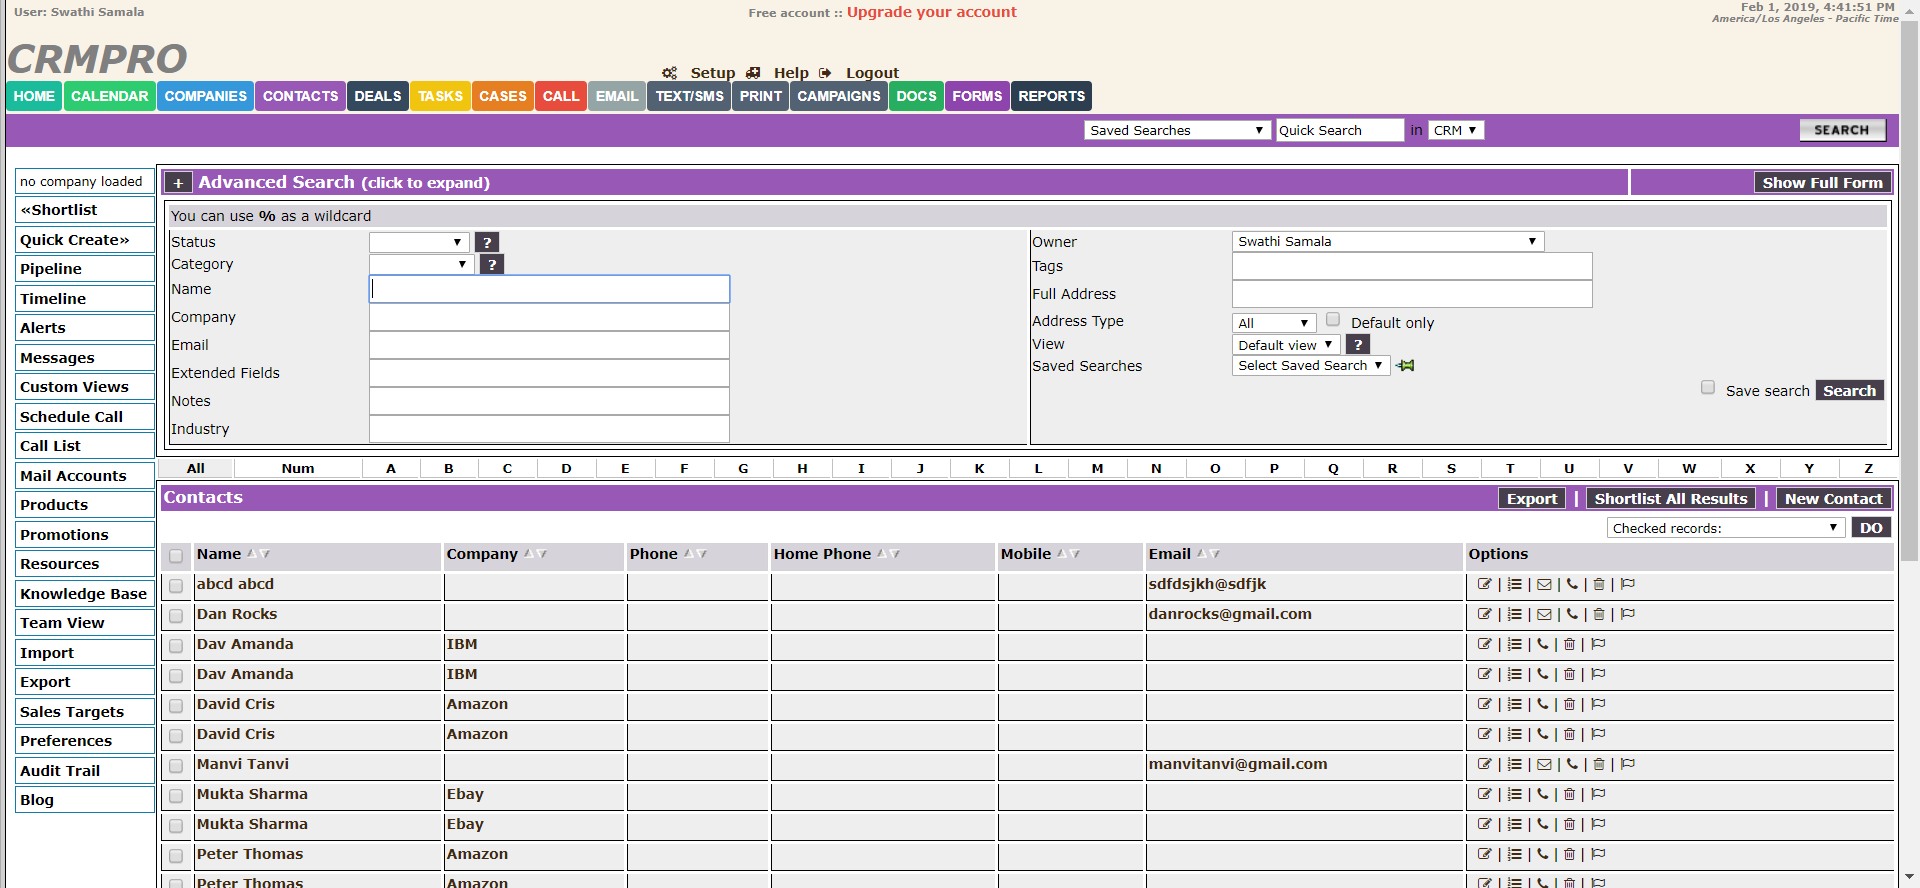 User: Swathi Samala
Free account :: Upgrade your account
Feb 1, 2019, 4:41:51 PM
America/Los Angeles - Pacific Time
CRMPRO
Setup Help Logout
HOME CALENDAR COMPANIES CONTACTS DEALS TASKS CASES CALL EMAIL TEXT/SMS PRINT CAMPAIGNS DOCS FORMS REPORTS
Saved Searches Quick Search in CRM SEARCH
no company loaded
«Shortlist
Quick Create»
Pipeline
Timeline
Alerts
Messages
Custom Views
Schedule Call
Call List
Mail Accounts
Products
Promotions
Resources
Knowledge Base
Team View
Import
Export
Sales Targets
Preferences
Audit Trail
Blog
+ Advanced Search (click to expand) Show Full Form
You can use % as a wildcard
Status ?
Category ?
Name
Company
Email
Extended Fields
Notes
Industry
Owner Swathi Samala
Tags
Full Address
Address Type All Default only
View Default view ?
Saved Searches Select Saved Search
Save search Search
All Num A B C D E F G H I J K L M N O P Q R S T U V W X Y Z
Contacts Export | Shortlist All Results | New Contact
Checked records: DO
Name Company Phone Home Phone Mobile Email Options
abcd abcd sdfdsjkh@sdfjk | | | | |
Dan Rocks danrocks@gmail.com | | | | |
Dav Amanda IBM | | | |
Dav Amanda IBM | | | |
David Cris Amazon | | | |
David Cris Amazon | | | |
Manvi Tanvi manvitanvi@gmail.com | | | | |
Mukta Sharma Ebay | | | |
Mukta Sharma Ebay | | | |
Peter Thomas Amazon | | | |
Peter Thomas Amazon | | | |